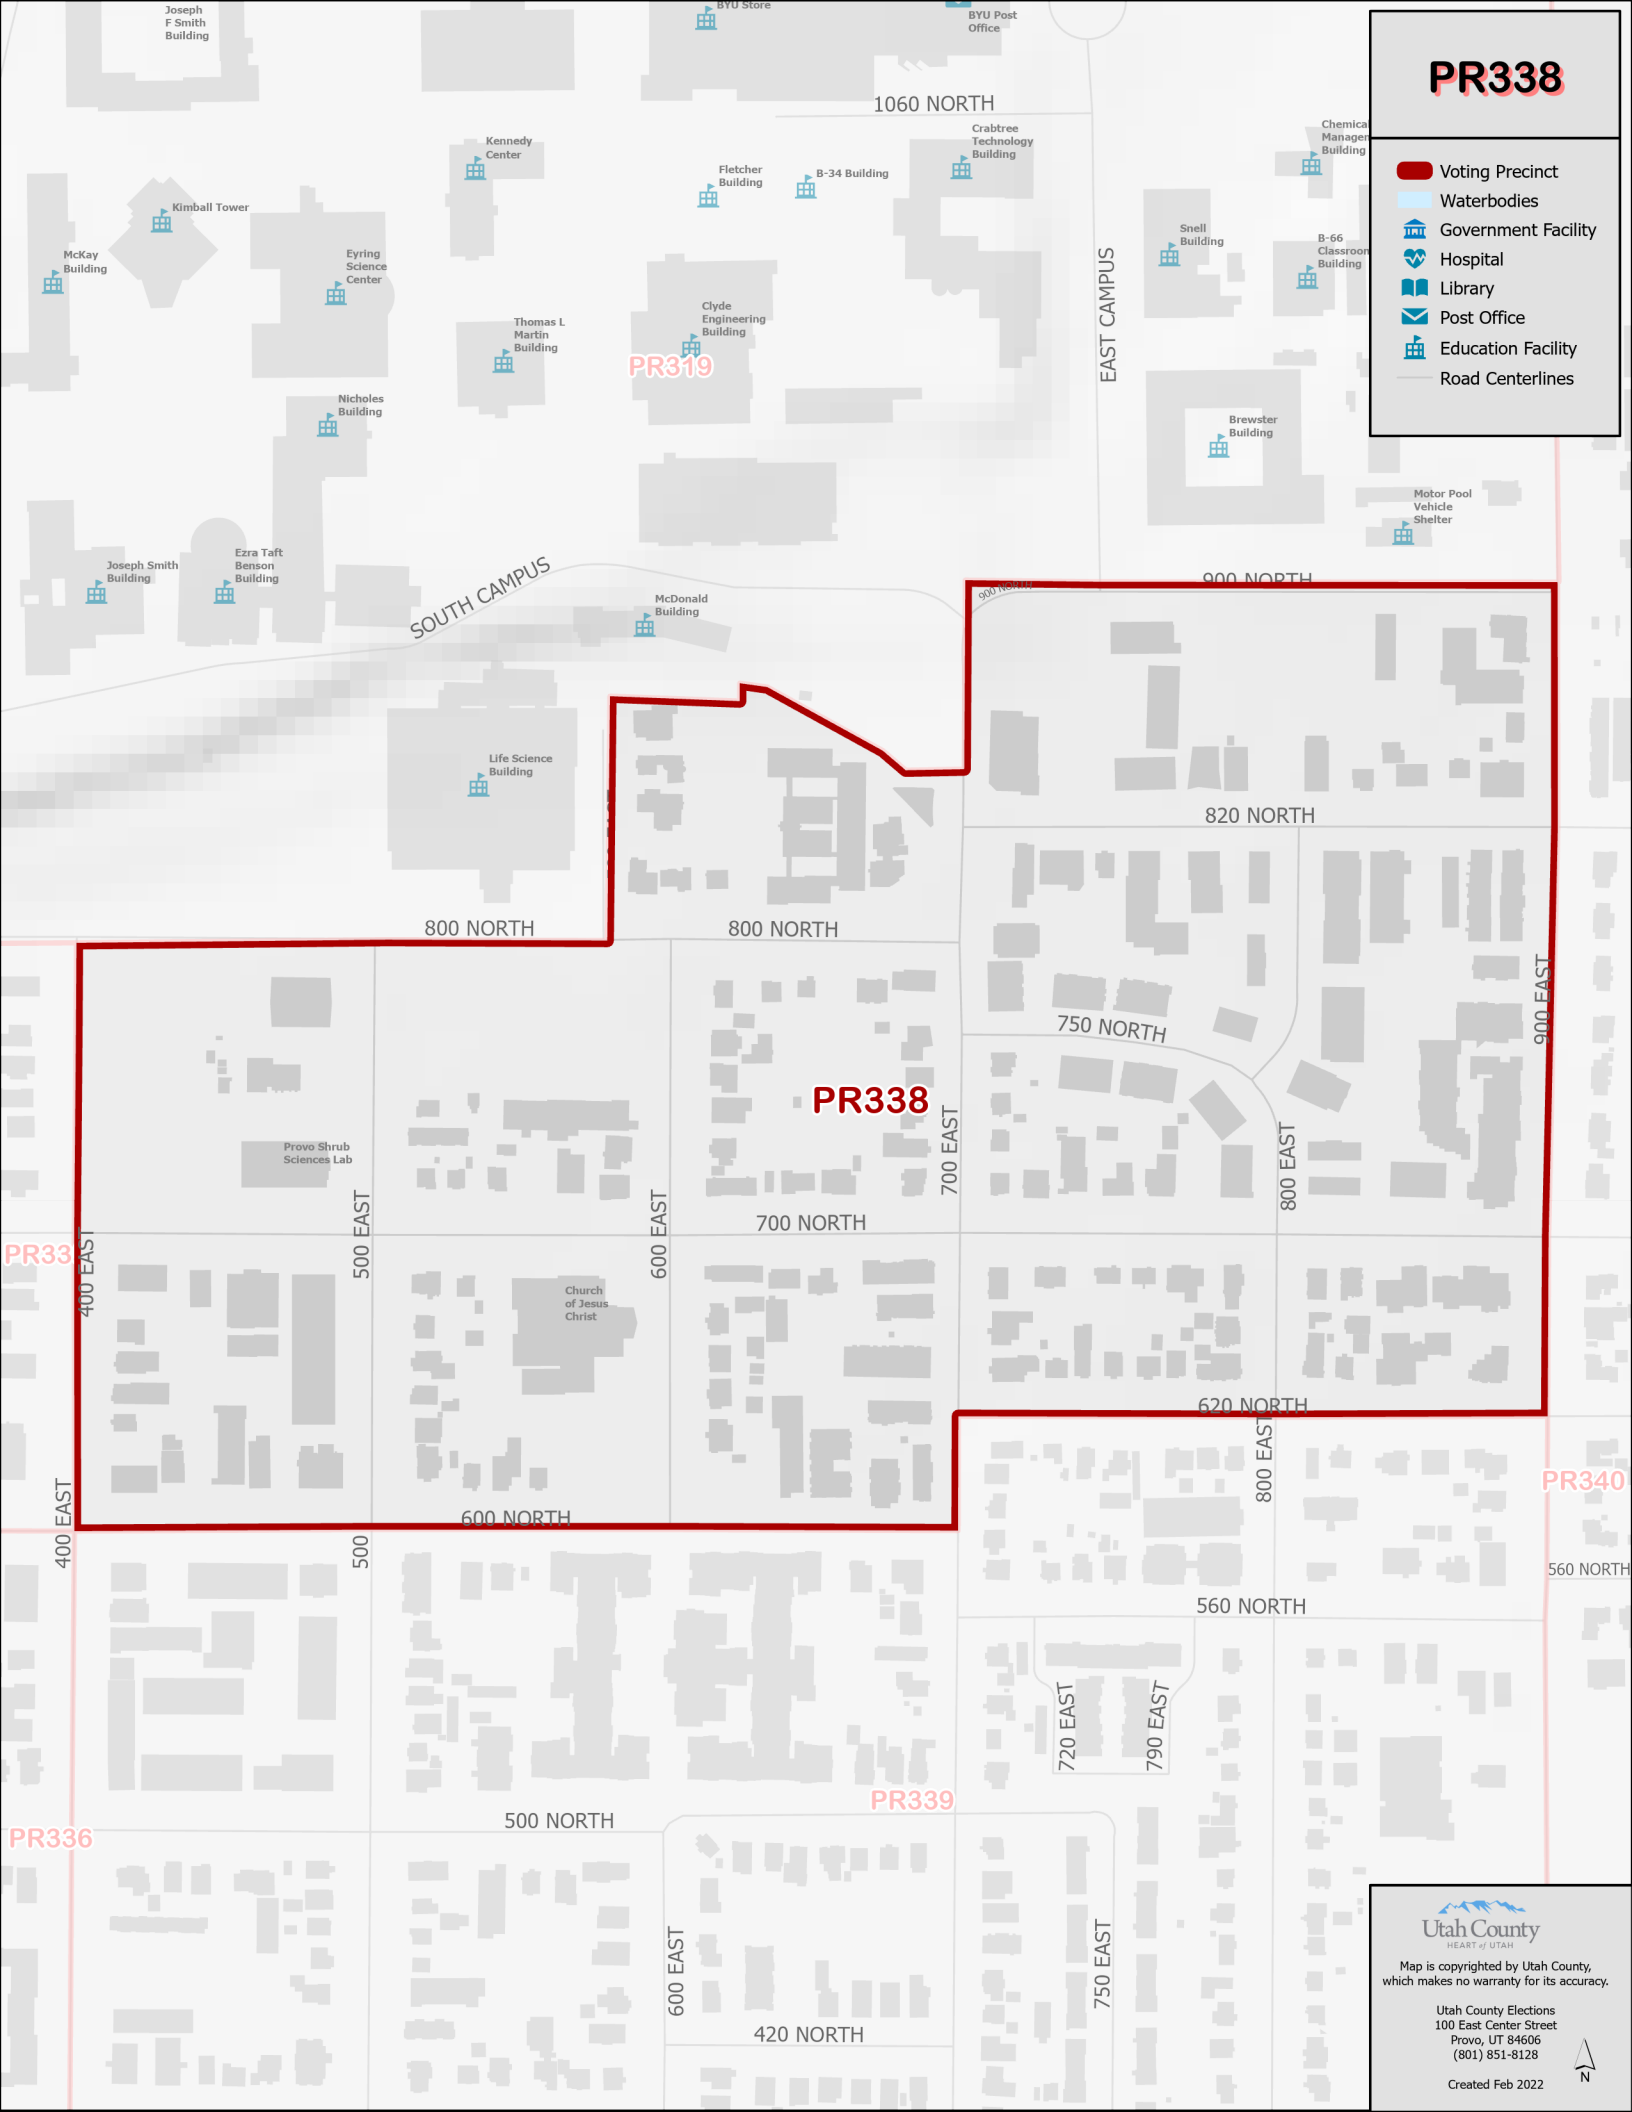 Joseph
F Smith
Building
BYU Store
BYU Post
Office
PR338
1060 NORTH
Kennedy
Center
Crabtree
Technology
Building
Chemical
Building
Fletcher
Building
B-34 Building
Kimball Tower
McKay
Building
Eyring
Science
Center
Snell
Building
B-66
Building
EAST CAMPUS
Voting Precinct
Waterbodies
Government Facility
Hospital
Library
Post Office
Education Facility
Road Centerlines
Thomas L
Martin
Building
Clyde
Engineering
Building
PR319
Nicholes
Building
Brewster
Building
Motor Pool
Vehicle
Shelter
Joseph Smith
Building
Ezra Taft
Benson
Building
SOUTH CAMPUS
McDonald
Building
900 NORTH
900 NORTH
Life Science
Building
820 NORTH
800 NORTH
800 NORTH
900 EAST
750 NORTH
PR338
700 EAST
800 EAST
Provo Shrub
Sciences Lab
500 EAST
600 EAST
700 NORTH
PR33
400 EAST
Church
of Jesus
Christ
620 NORTH
800 EAST
PR340
400 EAST
600 NORTH
500
560 NORTH
560 NORTH
720 EAST
790 EAST
PR339
500 NORTH
PR336
600 EAST
750 EAST
420 NORTH
Utah County
HEART of UTAH
Map is copyrighted by Utah County,
which makes no warranty for its accuracy.
Utah County Elections
100 East Center Street
Provo, UT 84606
(801) 851-8128
Created Feb 2022
N